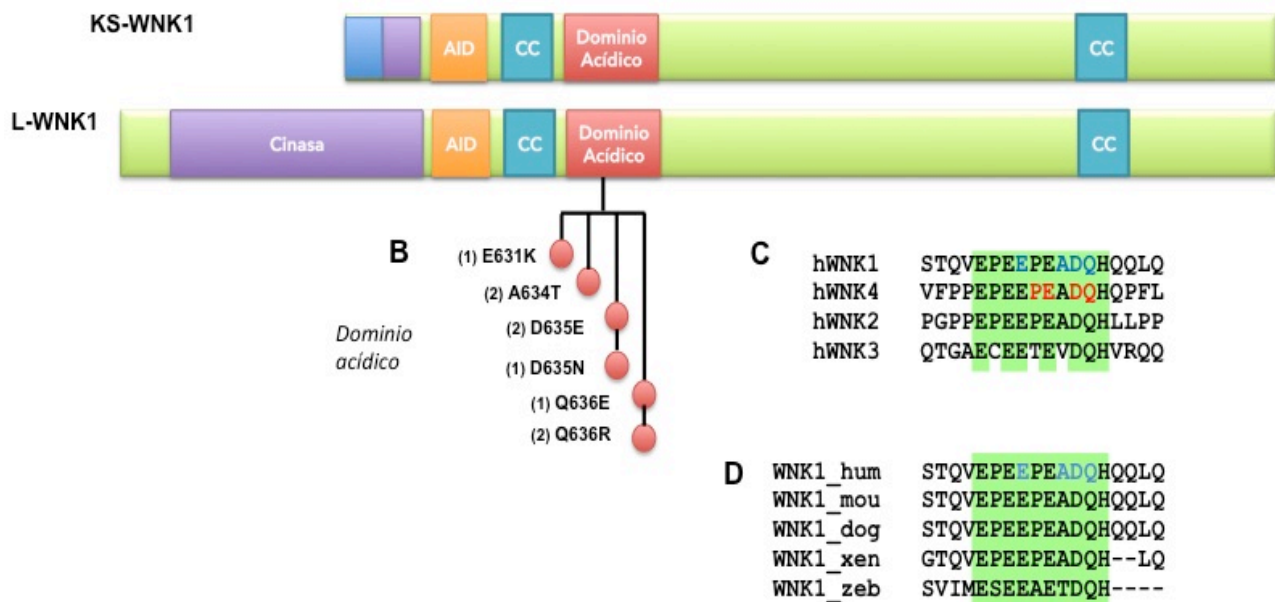 KS-WNK1
AID
CC
Dominio
Acídico
CC
L-WNK1
Cinasa
AID
CC
Dominio
Acídico
CC
B
(1) E631K
(2) A634T
(2) D635E
(1) D635N
(1) Q636E
(2) Q636R
Dominio
acídico
C
hWNK1 STQVEPEEEPEADQHQQLQ
hWNK4 VFPPEPEEPEADQHQPFL
hWNK2 PGPPEPEEPEADQHLLPP
hWNK3 QTGAECEETEVDQHVRQQ
D
WNK1_hum STQVEPEEPEADQHQQLQ
WNK1_mou STQVEPEEPEADQHQQLQ
WNK1_dog STQVEPEEPEADQHQQLQ
WNK1_xen GTQVEPEEPEADQH--LQ
WNK1_zeb SVIMESEEAETDQH----